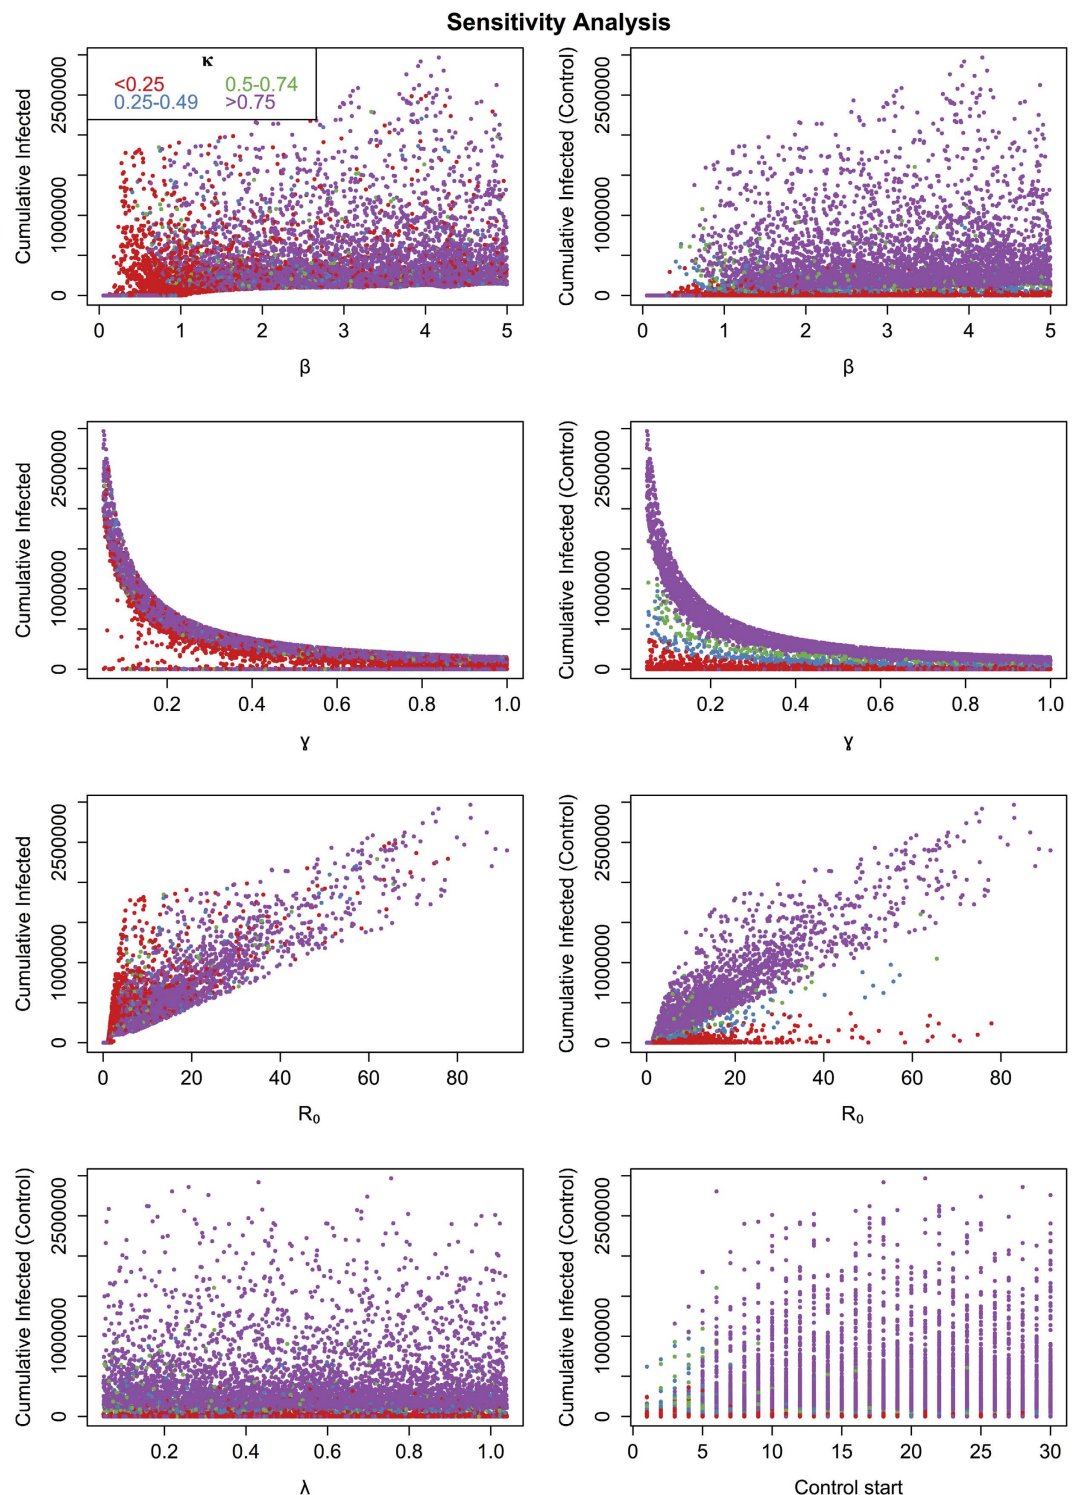 Sensitivity Analysis
κ
<0.25 0.5-0.74
0.25-0.49 >0.75
Cumulative Infected
0 1000000 2500000
0 1 2 3 4 5
β
Cumulative Infected (Control)
0 1000000 2500000
0 1 2 3 4 5
β
Cumulative Infected
0 1000000 2500000
0.2 0.4 0.6 0.8 1.0
γ
Cumulative Infected (Control)
0 1000000 2500000
0.2 0.4 0.6 0.8 1.0
γ
Cumulative Infected
0 1000000 2500000
0 20 40 60 80
R₀
Cumulative Infected (Control)
0 1000000 2500000
0 20 40 60 80
R₀
Cumulative Infected (Control)
0 1000000 2500000
0.2 0.4 0.6 0.8 1.0
λ
Cumulative Infected (Control)
0 1000000 2500000
0 5 10 15 20 25 30
Control start